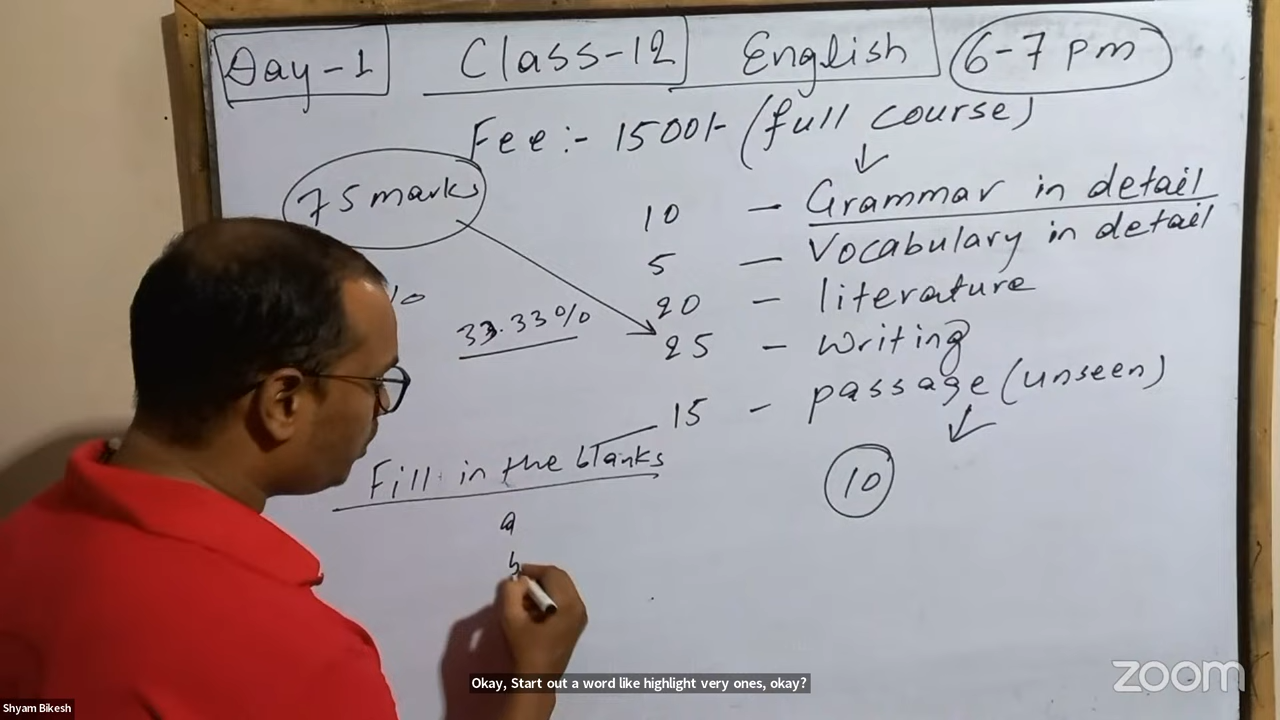 Day-1 Class-12 English 6-7 pm
Fee:- 1500/- (full course)
75 marks
10 - Grammar in detail
5 - Vocabulary in detail
20 - literature
33.33%
25 - writing
15 - passage (unseen)
Fill in the blanks
10
a
b
Okay, Start out a word like highlight very ones, okay?
zoom
Shyam Bikesh